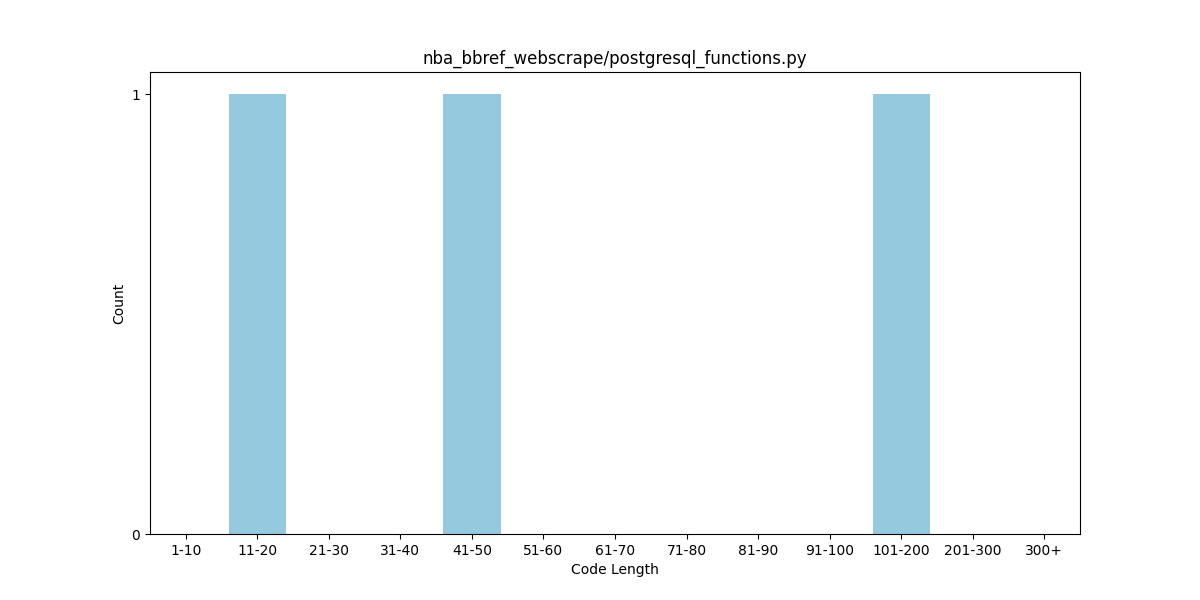 nba_bbref_webscrape/postgresql_functions.py
1
Count
0
1-10 11-20 21-30 31-40 41-50 51-60 61-70 71-80 81-90 91-100 101-200 201-300 300+
Code Length